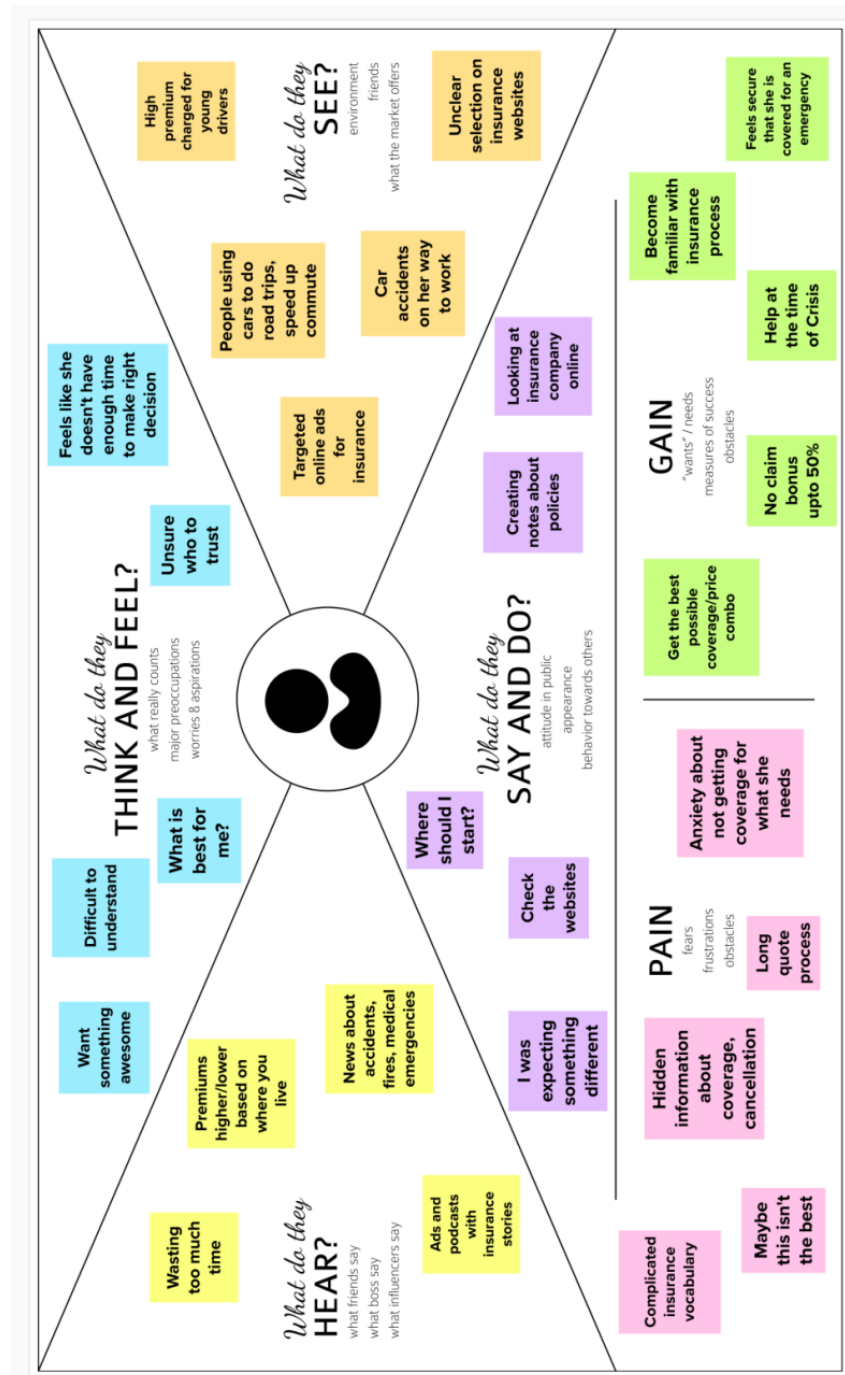 What do they
THINK AND FEEL?
what really counts
major preoccupations
worries & aspirations
Want
something
awesome
Difficult to
understand
What is
best for
me?
Unsure
who to
trust
Feels like she
doesn't have
enough time
to make right
decision
What do they
HEAR?
what friends say
what boss say
what influencers say
Wasting
too much
time
Premiums
higher/lower
based on
where you
live
News about
accidents,
fires, medical
emergencies
Ads and
podcasts
with
insurance
stories
What do they
SEE?
environment
friends
what the market offers
High
premium
charged for
young
drivers
People using
cars to do
road trips,
speed up
commute
Targeted
online ads
for
insurance
Car
accidents
on her way
to work
Unclear
selection on
insurance
websites
What do they
SAY AND DO?
attitude in public
appearance
behavior towards others
Where
should I
start?
Check
the
websites
I was
expecting
something
different
Creating
notes about
policies
Looking at
insurance
company
online
PAIN
fears
frustrations
obstacles
Complicated
insurance
vocabulary
Maybe
this isn't
the best
Hidden
information
about
coverage,
cancellation
Long
quote
process
Anxiety about
not getting
coverage for
what she
needs
GAIN
"wants" / needs
measures of success
obstacles
Get the best
possible
coverage/price
combo
No claim
bonus
upto 50%
Help at
the time
of Crisis
Become
familiar with
insurance
process
Feels secure
that she is
covered for an
emergency